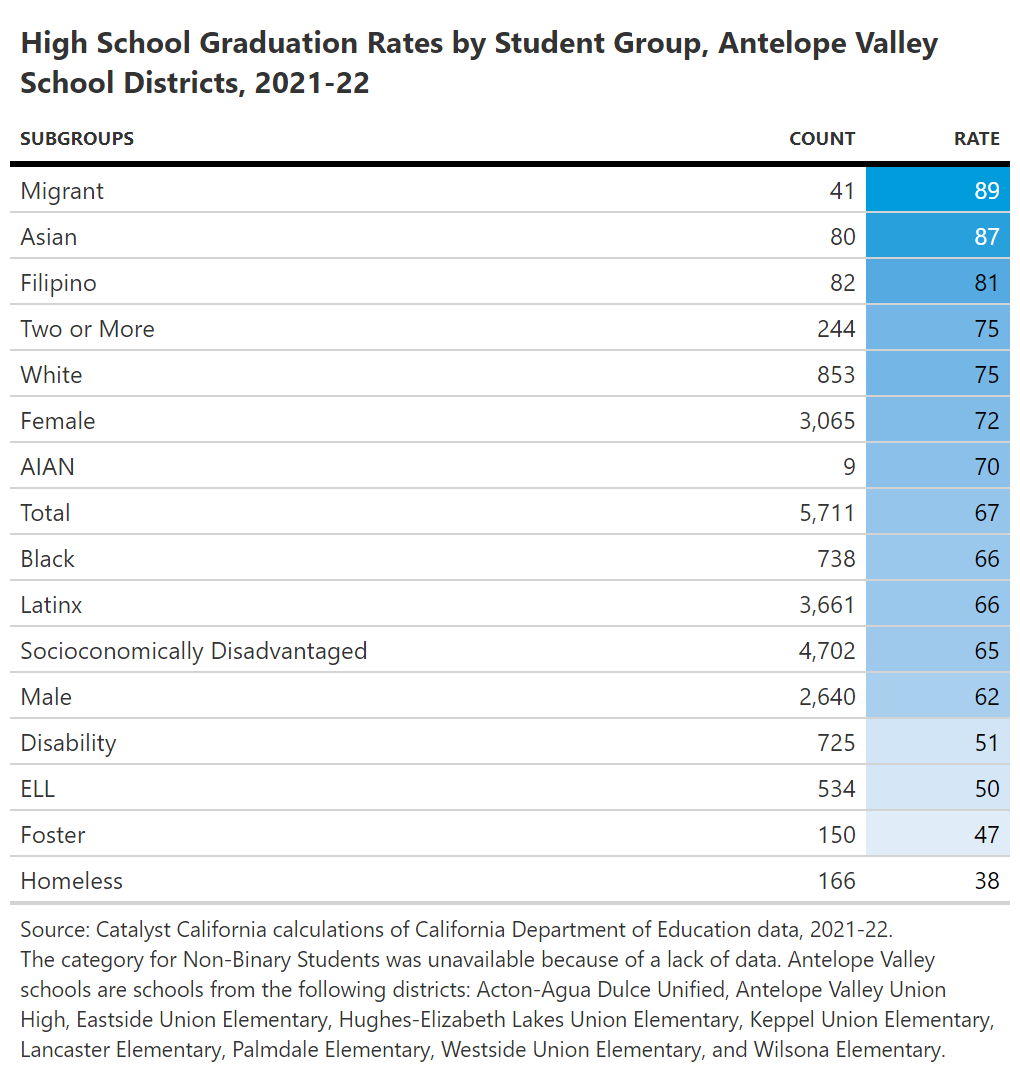 High School Graduation Rates by Student Group, Antelope Valley
School Districts, 2021-22
SUBGROUPS COUNT RATE
Migrant 41 89
Asian 80 87
Filipino 82 81
Two or More 244 75
White 853 75
Female 3,065 72
AIAN 9 70
Total 5,711 67
Black 738 66
Latinx 3,661 66
Socioeconomically Disadvantaged 4,702 65
Male 2,640 62
Disability 725 51
ELL 534 50
Foster 150 47
Homeless 166 38
Source: Catalyst California calculations of California Department of Education data, 2021-22.
The category for Non-Binary Students was unavailable because of a lack of data. Antelope Valley
schools are schools from the following districts: Acton-Agua Dulce Unified, Antelope Valley Union
High, Eastside Union Elementary, Hughes-Elizabeth Lakes Union Elementary, Keppel Union Elementary,
Lancaster Elementary, Palmdale Elementary, Westside Union Elementary, and Wilsona Elementary.